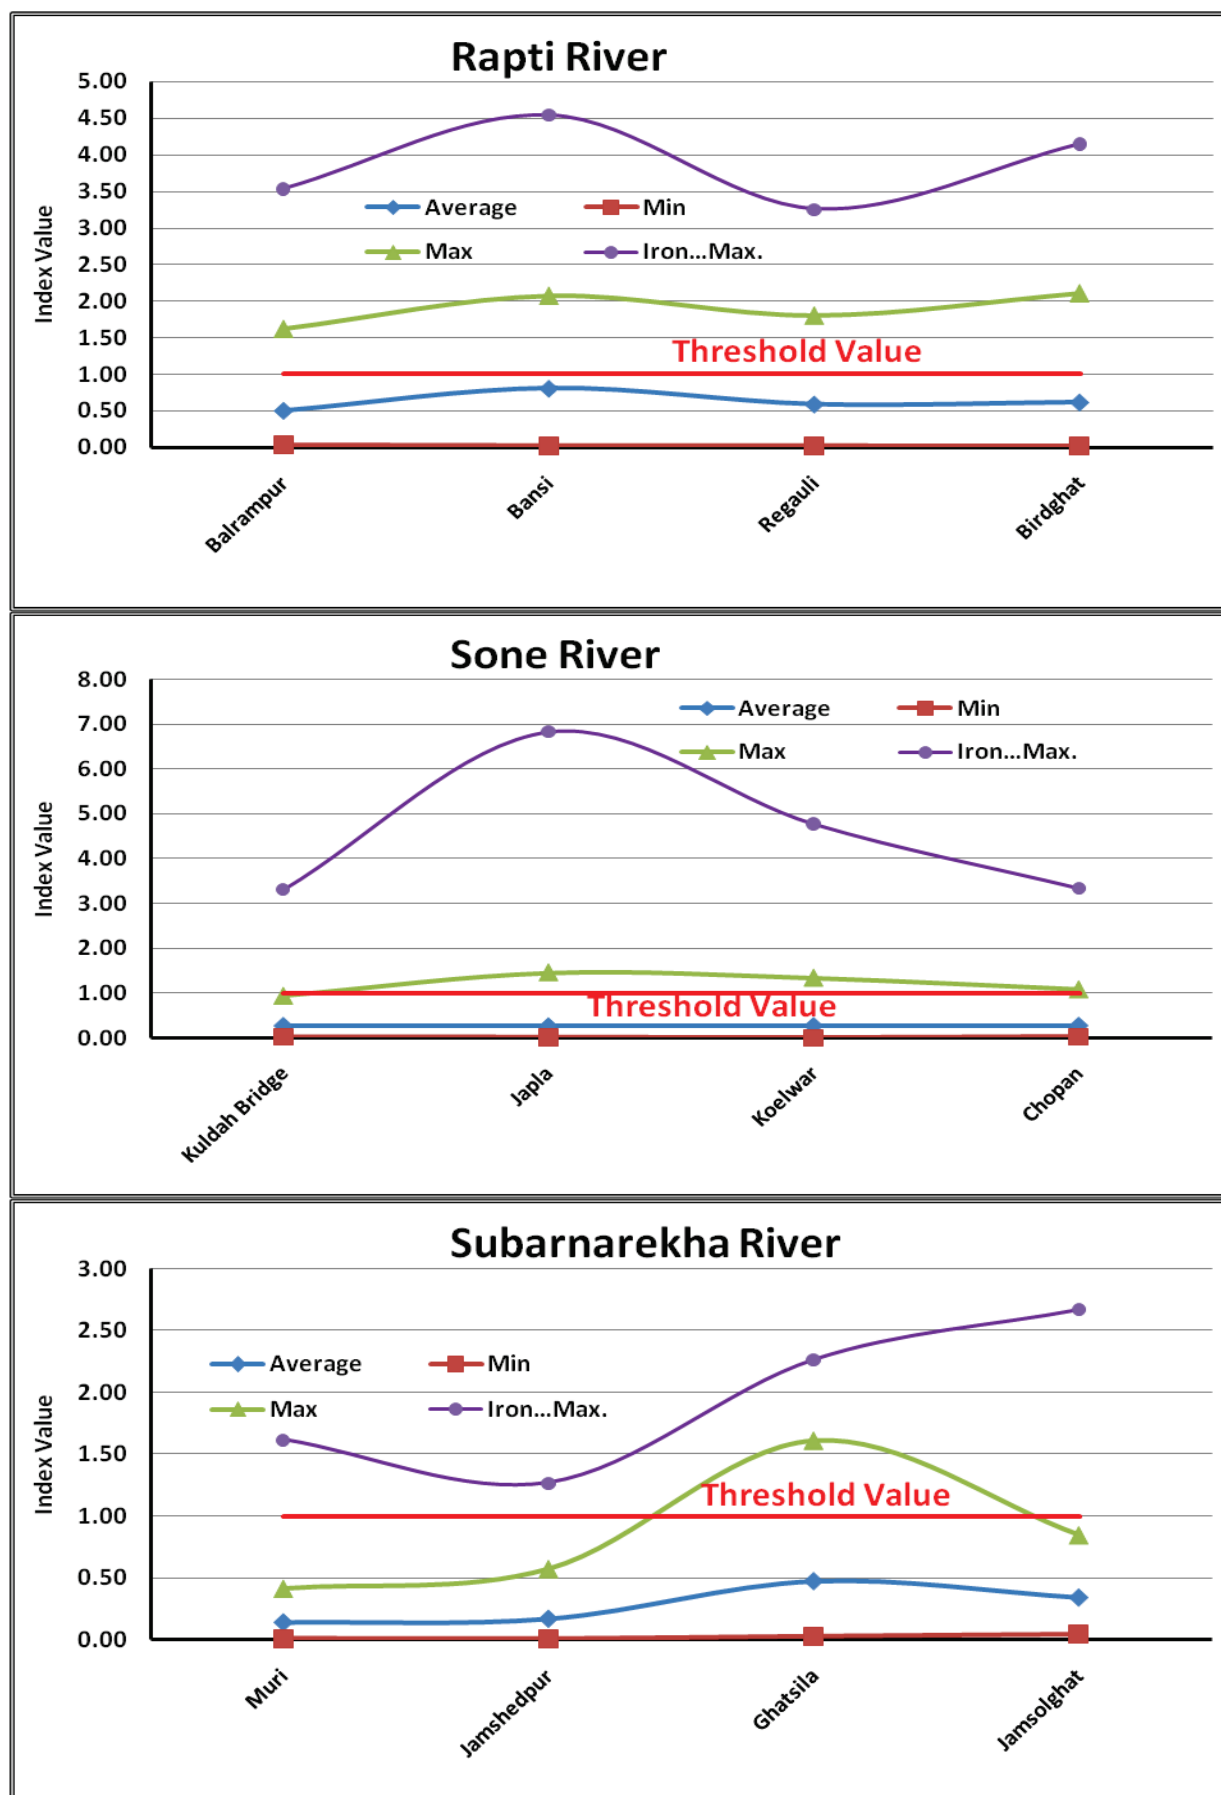 Rapti River
5.00
4.50
4.00
3.50
3.00
2.50
2.00
1.50
1.00
0.50
0.00
Index Value
Average Min
Max Iron...Max.
Threshold Value
Balrampur Bansi Regauli Birdghat
Sone River
8.00
7.00
6.00
5.00
4.00
3.00
2.00
1.00
0.00
Index Value
Average Min
Max Iron...Max.
Threshold Value
Kuldah Bridge Japla Koelwar Chopan
Subarnarekha River
3.00
2.50
2.00
1.50
1.00
0.50
0.00
Index Value
Average Min
Max Iron...Max.
Threshold Value
Muri Jamshedpur Ghatsila Jamsolghat